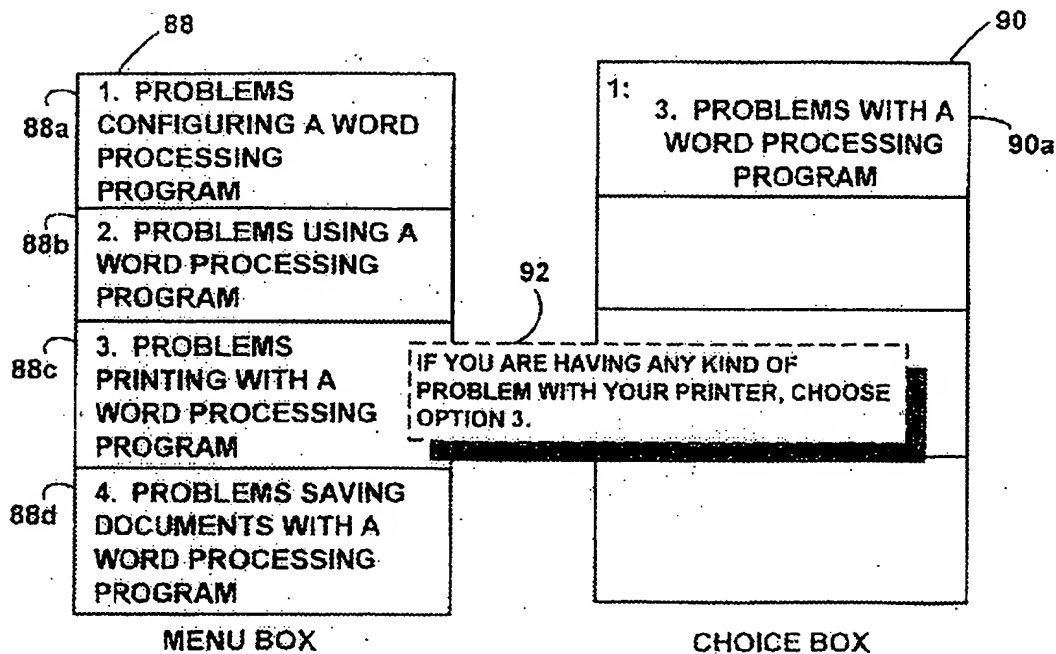 88
88a
1. PROBLEMS
CONFIGURING A WORD
PROCESSING
PROGRAM
88b
2. PROBLEMS USING A
WORD PROCESSING
PROGRAM
88c
3. PROBLEMS
PRINTING WITH A
WORD PROCESSING
PROGRAM
88d
4. PROBLEMS SAVING
DOCUMENTS WITH A
WORD PROCESSING
PROGRAM
MENU BOX
90
1:
3. PROBLEMS WITH A
WORD PROCESSING
PROGRAM
90a
92
IF YOU ARE HAVING ANY KIND OF
PROBLEM WITH YOUR PRINTER, CHOOSE
OPTION 3.
CHOICE BOX